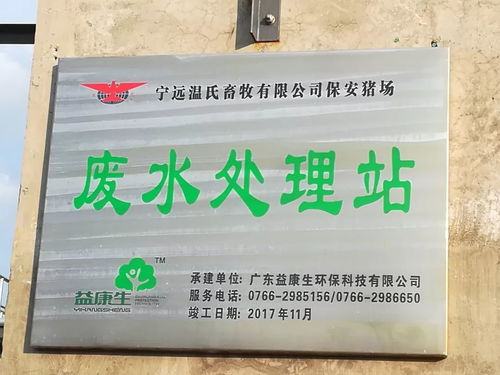 宁远温氏畜牧有限公司保安猪场
废水处理站
TM
益康生
YIKANGSHENG
承建单位: 广东益康生环保科技有限公司
服务电话: 0766-2985156/0766-2986650
竣工日期: 2017年11月